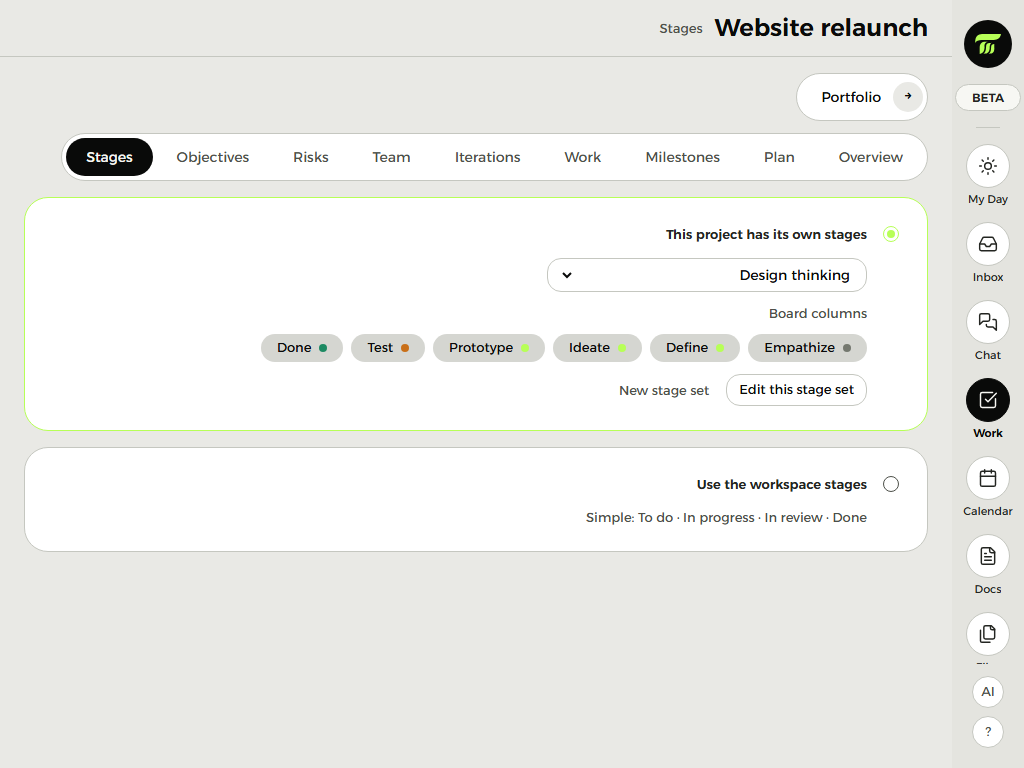 Website relaunch
Stages
Portfolio
Overview
Plan
Milestones
Work
Iterations
Team
Risks
Objectives
Stages
This project has its own stages
Design thinking
Board columns
Empathize
Define
Ideate
Prototype
Test
Done
Edit this stage set
New stage set
Use the workspace stages
Simple: To do · In progress · In review · Done
BETA
My Day
Inbox
Chat
Work
Calendar
Docs
AI
?